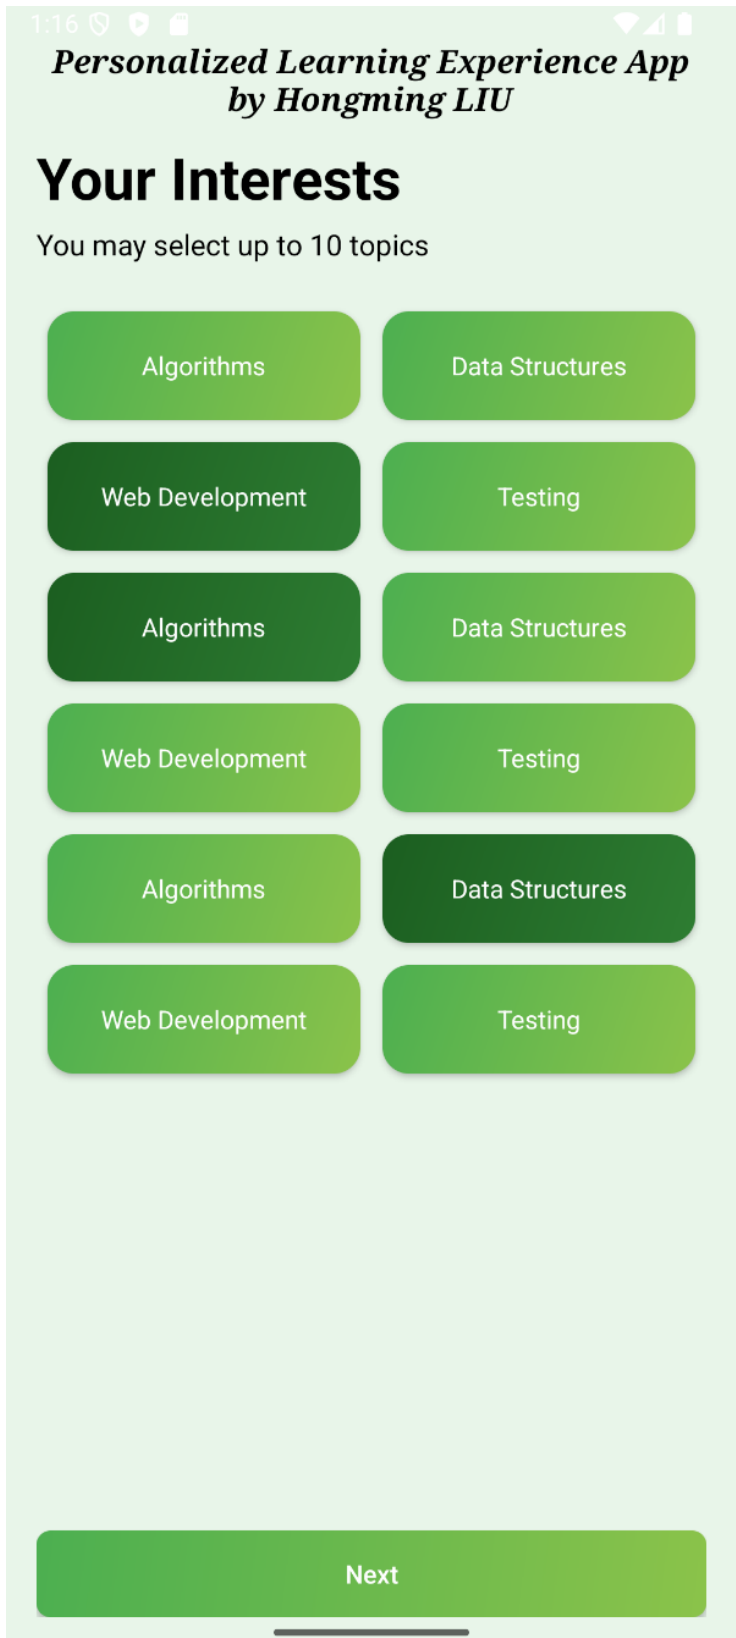 1:16
Personalized Learning Experience App
by Hongming LIU
Your Interests
You may select up to 10 topics
Algorithms
Data Structures
Web Development
Testing
Algorithms
Data Structures
Web Development
Testing
Algorithms
Data Structures
Web Development
Testing
Next